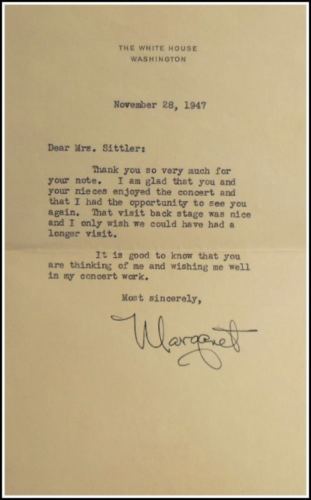 THE WHITE HOUSE
WASHINGTON
November 28, 1947
Dear Mrs. Sittler:
Thank you so very much for
your note. I am glad that you and
your nieces enjoyed the concert and
that I had the opportunity to see you
again. That visit back stage was nice
and I only wish we could have had a
longer visit.
It is good to know that you
are thinking of me and wishing me well
in my concert work.
Most sincerely,
Margaret